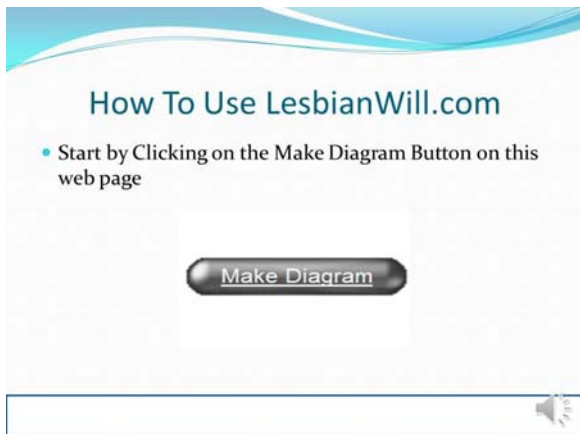 How To Use LesbianWill.com
Start by Clicking on the Make Diagram Button on this
web page
Make Diagram